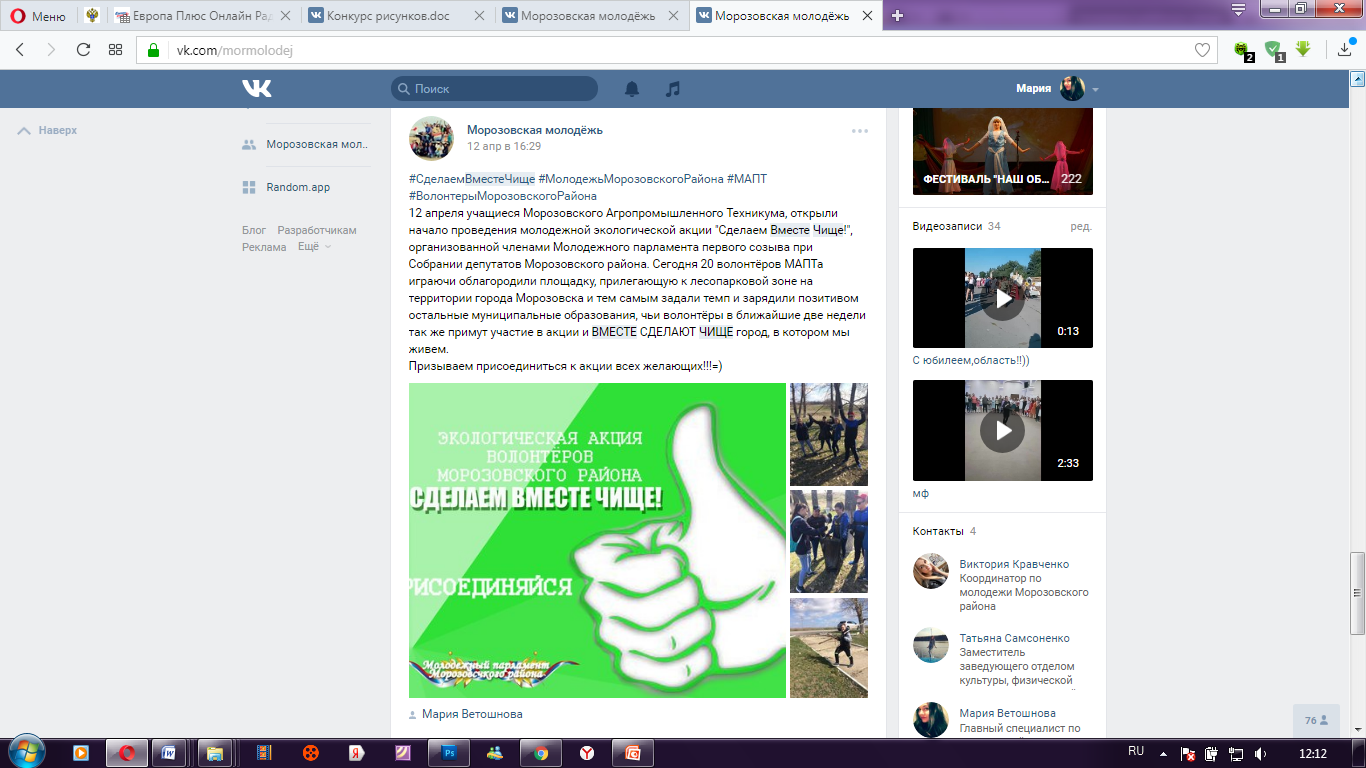 Меню
Европа Плюс Онлайн Рад
Конкурс рисунков.doc
Морозовская молодёжь
Морозовская молодёжь
vk.com/mormolodej
2
1
Поиск
Мария
Наверх
Морозовская мол..
Random.app
Блог Разработчикам
Реклама Ещё
Морозовская молодёжь
12 апр в 16:29
#СделаемВместеЧище #МолодежьМорозовскогоРайона #МАПТ
#ВолонтерыМорозовскогоРайона
12 апреля учащиеся Морозовского Агропромышленного Техникума, открыли
начало проведения молодежной экологической акции "Сделаем Вместе Чище!",
организованной членами Молодежного парламента первого созыва при
Собрании депутатов Морозовского района. Сегодня 20 волонтёров МАПТа
играючи облагородили площадку, прилегающую к лесопарковой зоне на
территории города Морозовска и тем самым задали темп и зарядили позитивом
остальные муниципальные образования, чьи волонтёры в ближайшие две недели
так же примут участие в акции и ВМЕСТЕ СДЕЛАЮТ ЧИЩЕ город, в котором мы
живем.
Призываем присоединиться к акции всех желающих!!!=)
ЭКОЛОГИЧЕСКАЯ АКЦИЯ
ВОЛОНТЁРОВ
МОРОЗОВСКОГО РАЙОНА
СДЕЛАЕМ ВМЕСТЕ ЧИЩЕ!
РИСОЕДИНЯЙСЯ
Молодежный парламент
Морозовсчкого района
Мария Ветошнова
ФЕСТИВАЛЬ "НАШ ОБ... 222
Видеозаписи 34 ред.
0:13
С юбилеем,область!!))
2:33
мф
Контакты 4
Виктория Кравченко
Координатор по
молодежи Морозовского
района
Татьяна Самсоненко
Заместитель
заведующего отделом
культуры, физической
Мария Ветошнова
Главный специалист по
76
RU
12:12